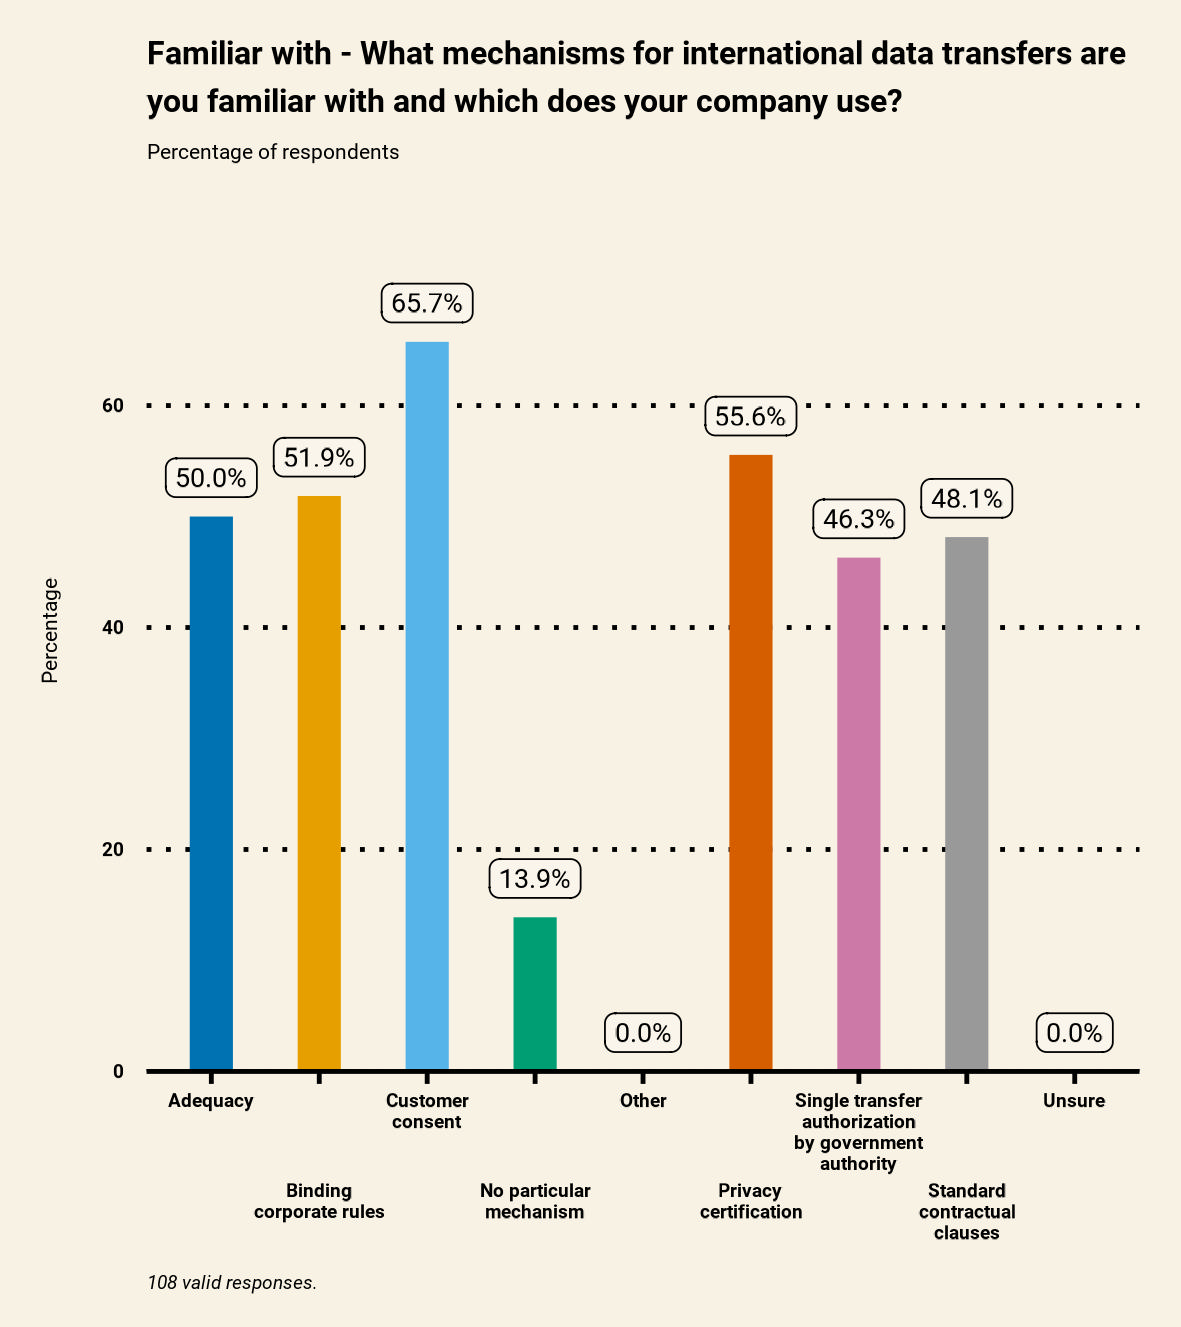 Familiar with - What mechanisms for international data transfers are
you familiar with and which does your company use?
Percentage of respondents
65.7%
60
55.6%
51.9%
50.0%
48.1%
46.3%
Percentage
40
20
13.9%
0.0%
0.0%
0
Adequacy
Binding
corporate rules
Customer
consent
No particular
mechanism
Other
Privacy
certification
Single transfer
authorization
by government
authority
Standard
contractual
clauses
Unsure
108 valid responses.